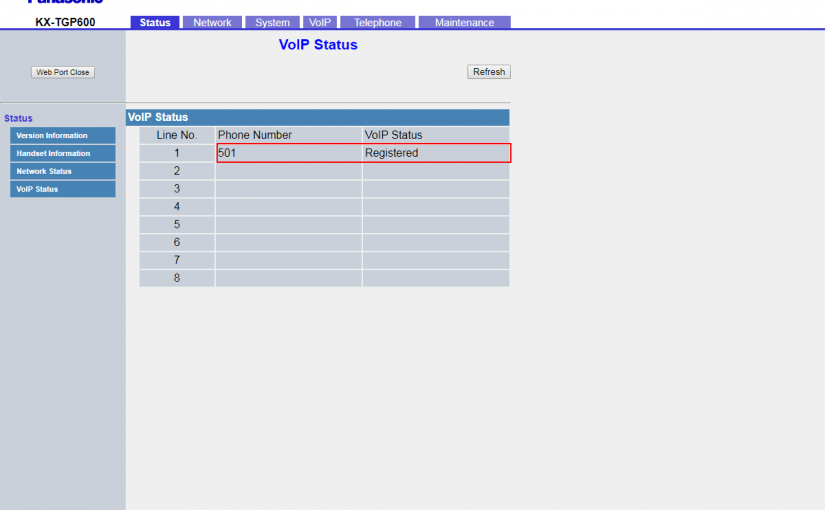 Panasonic
KX-TGP600
Status Network System VoIP Telephone Maintenance
VoIP Status
Web Port Close
Refresh
Status
Version Information
Handset Information
Network Status
VoIP Status
VoIP Status
Line No. Phone Number VoIP Status
1 501 Registered
2
3
4
5
6
7
8